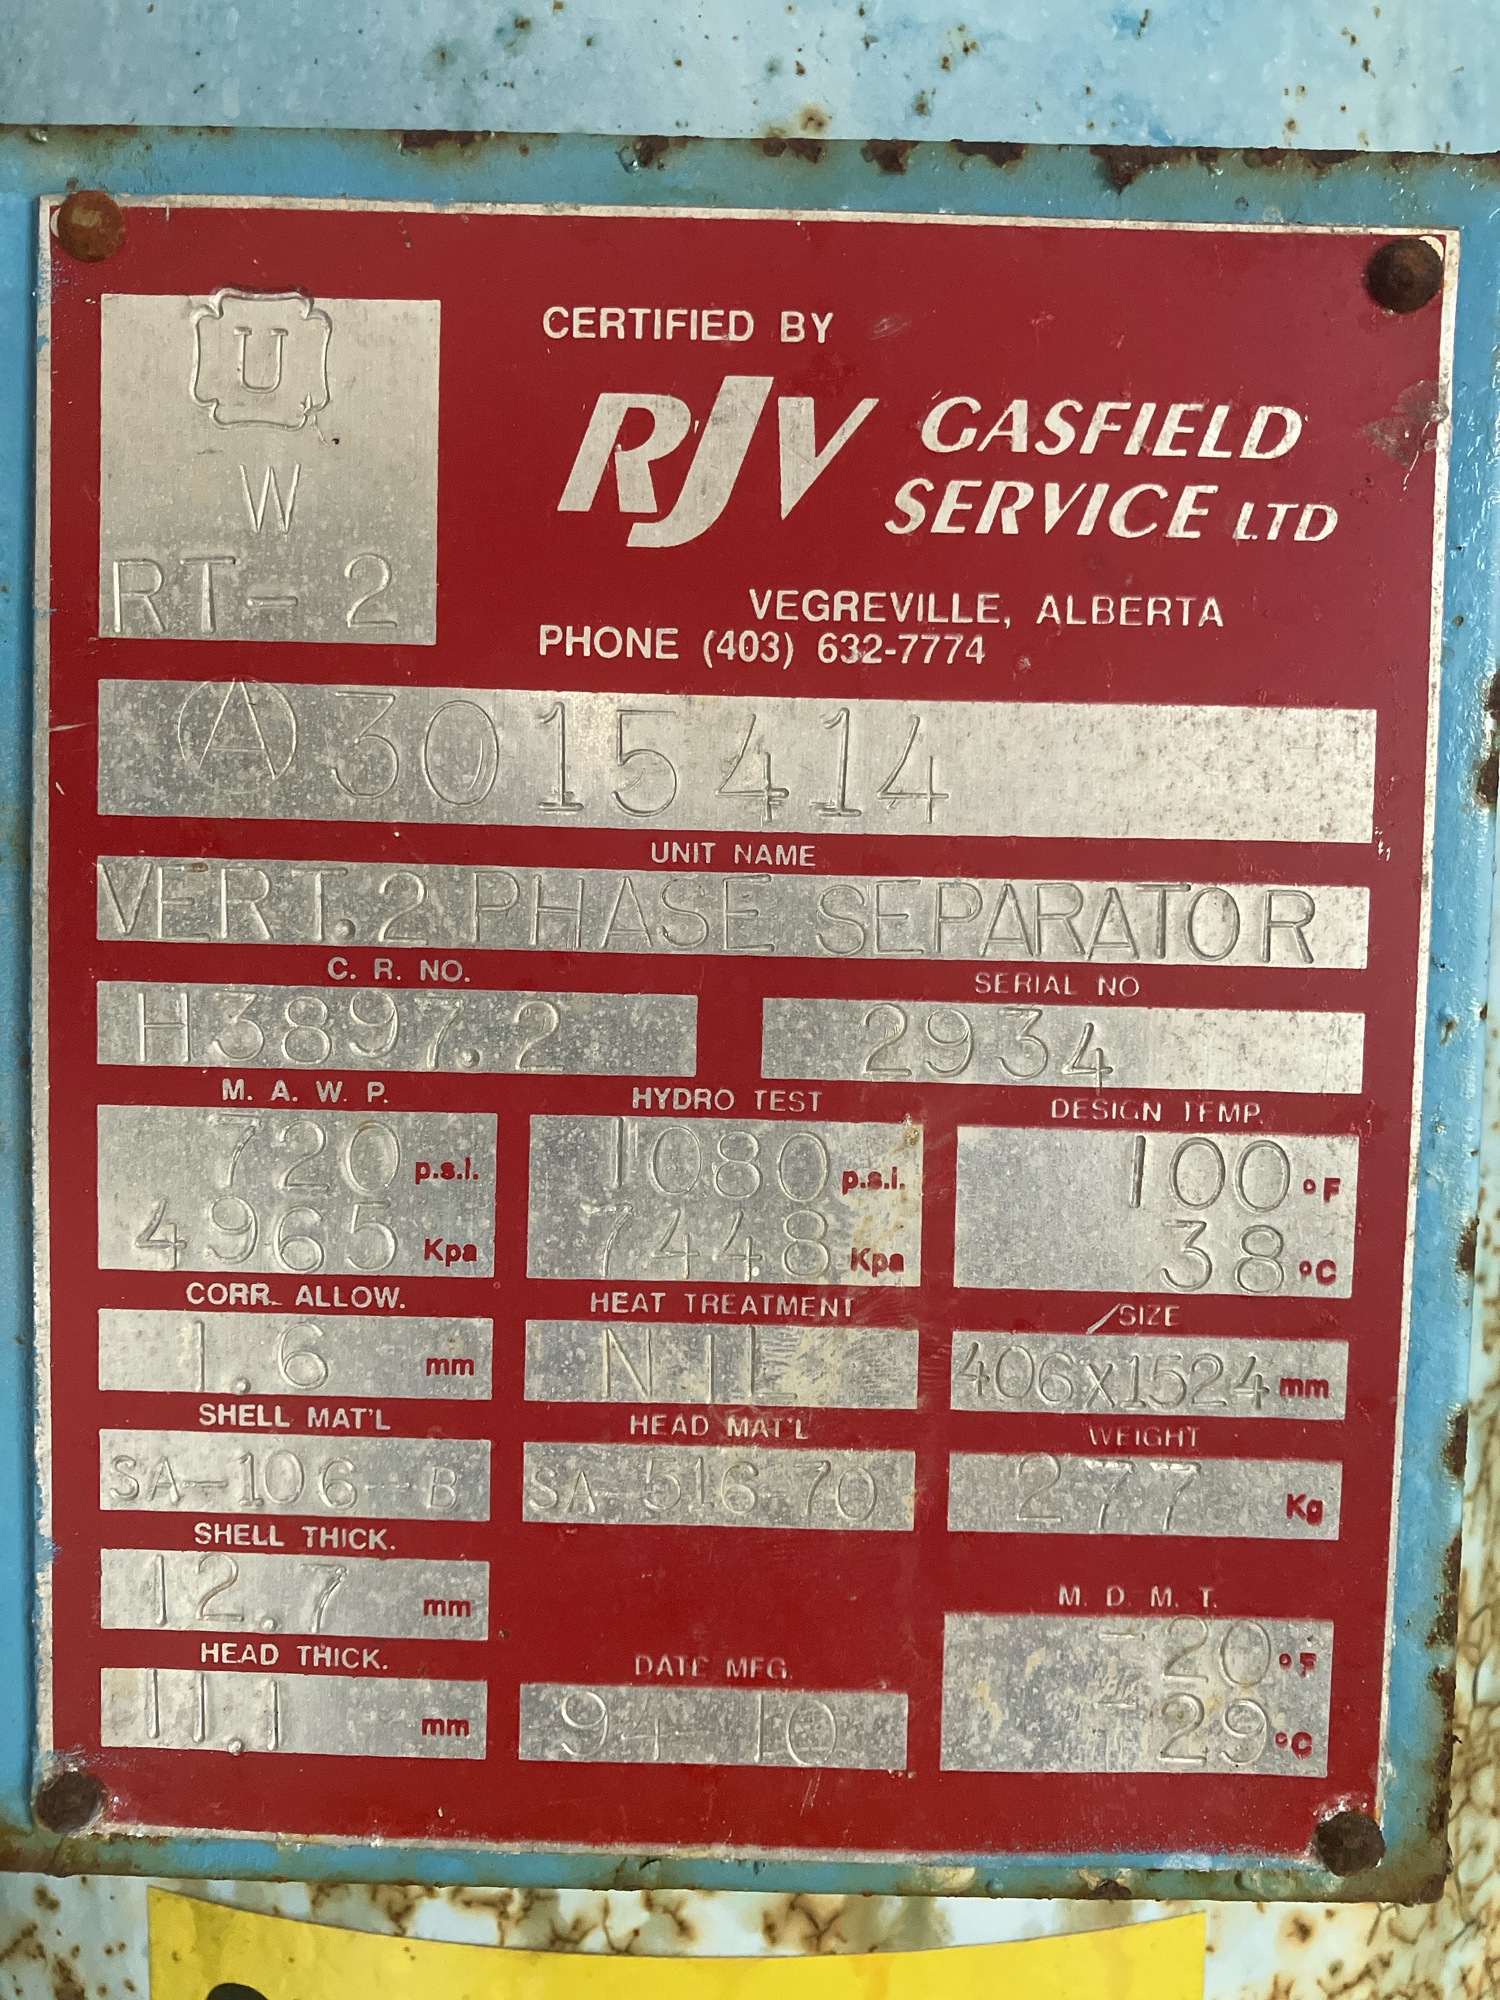 U
W
RT-2
CERTIFIED BY
RJV GASFIELD
SERVICE LTD
VEGREVILLE, ALBERTA
PHONE (403) 632-7774
A 3015414
UNIT NAME
VERT. 2 PHASE SEPARATOR
C. R. NO.
H3897.2
SERIAL NO
2934
M. A. W. P.
720 p.s.i.
4965 Kpa
HYDRO TEST
1080 p.s.i.
7448 Kpa
DESIGN TEMP.
100 °F
38 °C
CORR. ALLOW.
1.6 mm
HEAT TREATMENT
NIL
SIZE
406x1524 mm
SHELL MAT'L
SA-106-B
HEAD MAT'L
SA-516-70
WEIGHT
277 Kg
SHELL THICK.
12.7 mm
HEAD THICK.
11.1 mm
DATE MFG.
94 10
M. D. M. T.
-20 °F
-29 °C